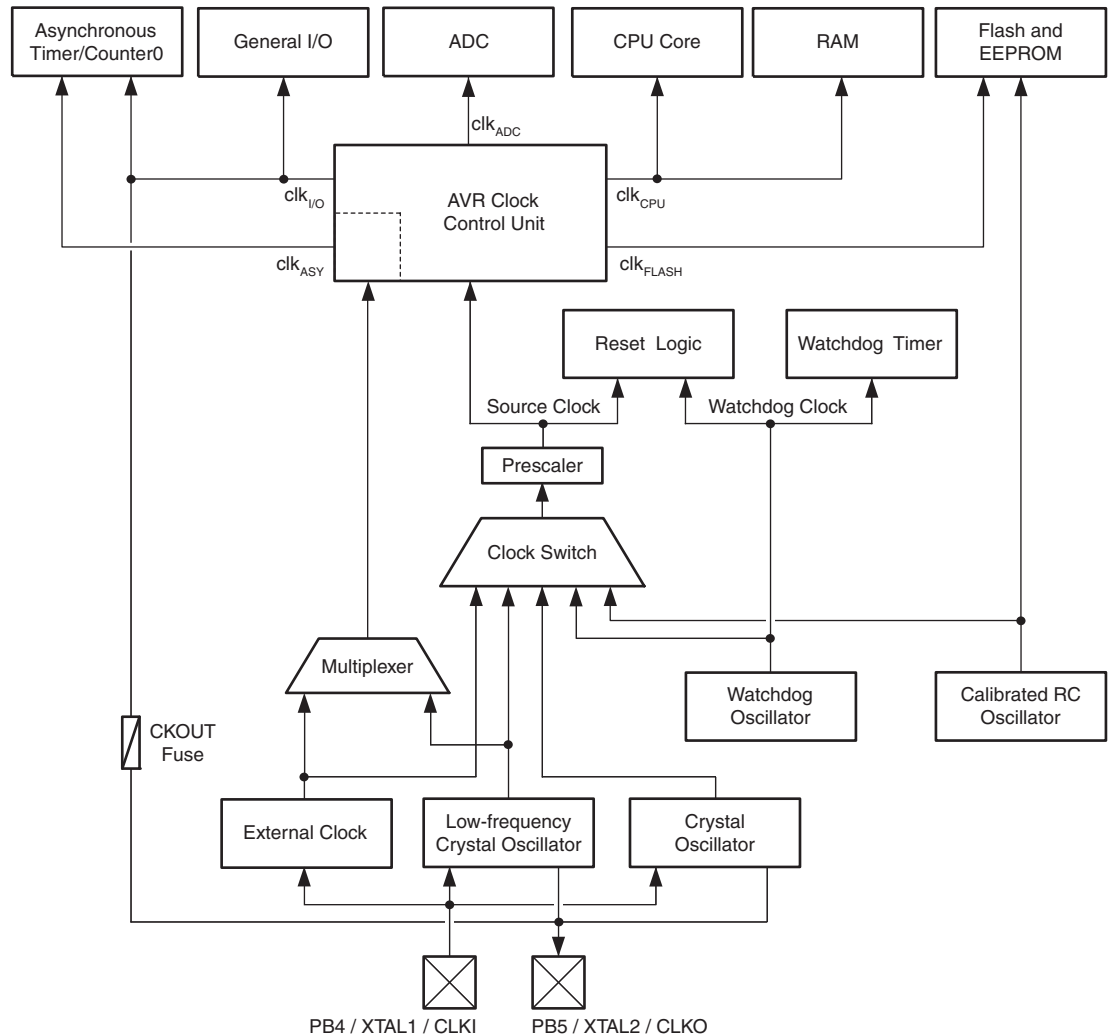 Asynchronous
Timer/Counter0
General I/O
ADC
CPU Core
RAM
Flash and
EEPROM
clkADC
clkI/O
AVR Clock
Control Unit
clkCPU
clkASY
clkFLASH
Reset Logic
Watchdog Timer
Source Clock
Watchdog Clock
Prescaler
Clock Switch
Multiplexer
Watchdog
Oscillator
Calibrated RC
Oscillator
CKOUT
Fuse
External Clock
Low-frequency
Crystal Oscillator
Crystal
Oscillator
PB4 / XTAL1 / CLKI
PB5 / XTAL2 / CLKO